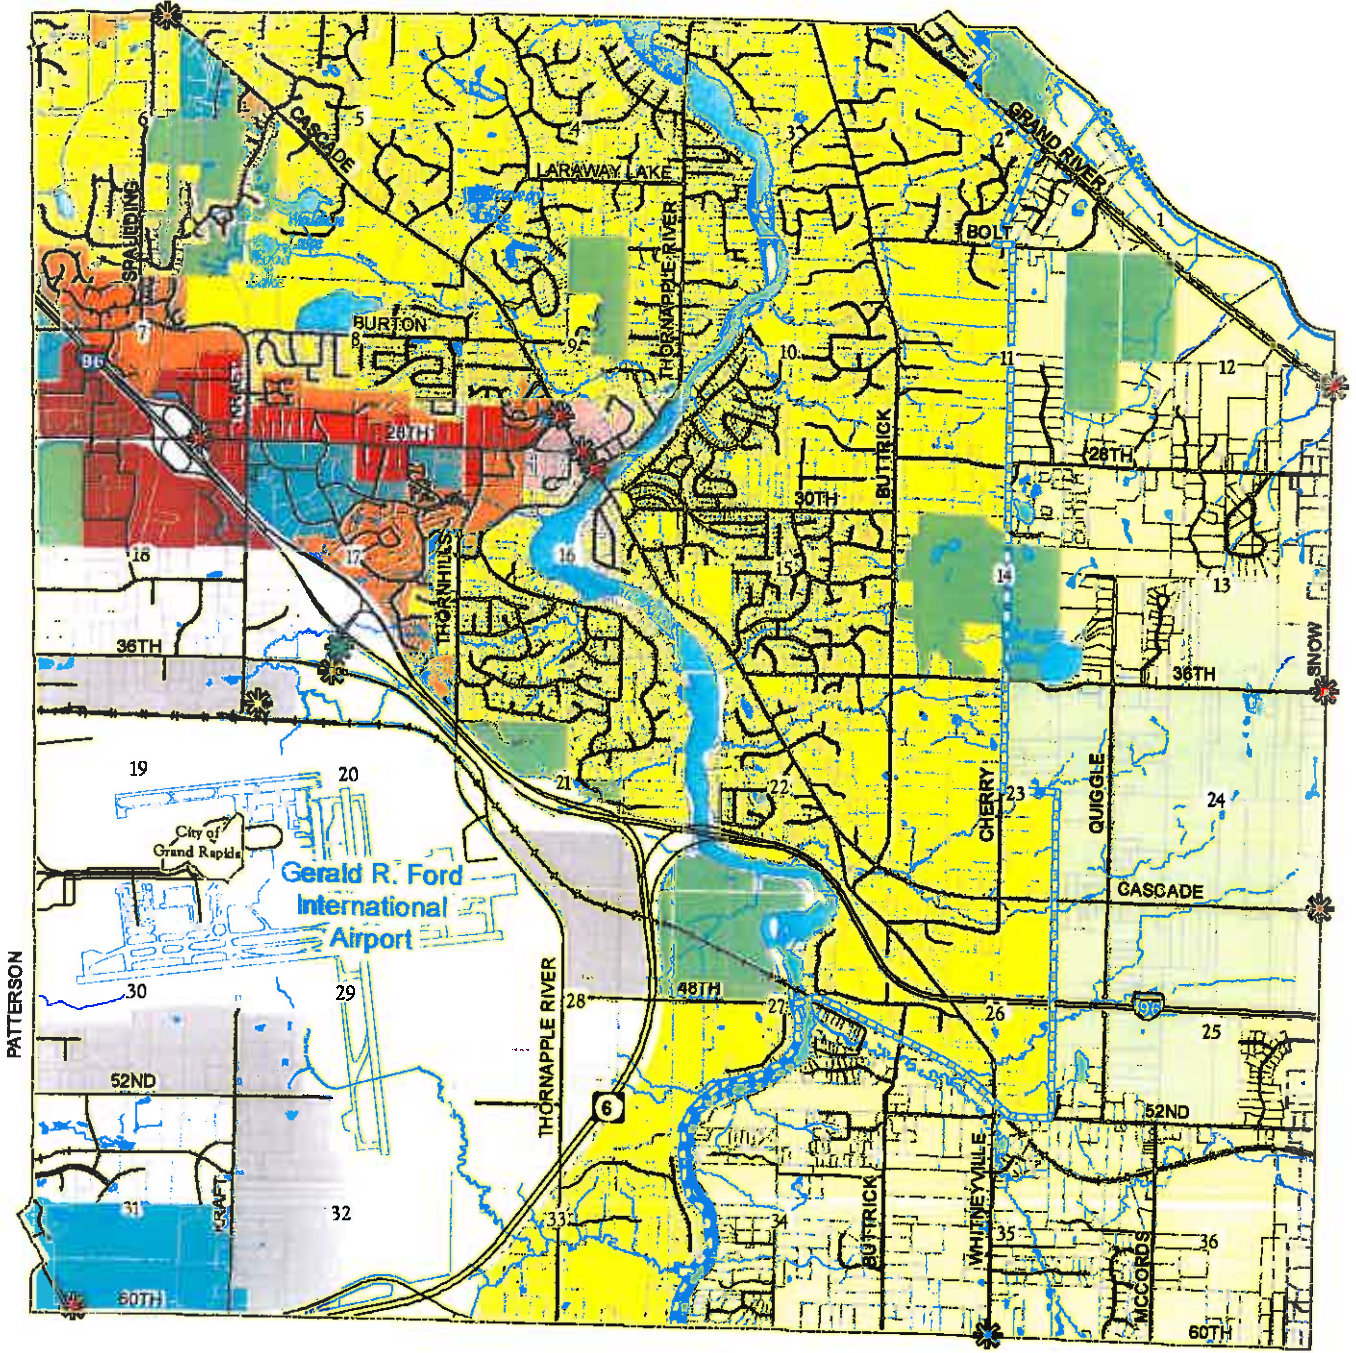 CASCADE
5
6
4
3
2
GRAND RIVER
LARAWAY LAKE
SPAULDING
THORNAPPLE RIVER
1
BOLT
BURTON
7
8
9
10
11
12
96
28TH
BUTTRICK
28TH
30TH
18
17
THORNHILLS
16
15
14
13
36TH
36TH
SNOW
19
20
21
22
CHERRY
23
QUIGGLE
24
City of
Grand Rapids
Gerald R. Ford
International
Airport
CASCADE
PATTERSON
30
29
THORNAPPLE RIVER
28
48TH
27
26
96
25
52ND
6
52ND
31
KRAFT
32
33
34
BUTTRICK
WHITNEYVILLE
35
MCCORDS
36
60TH
60TH